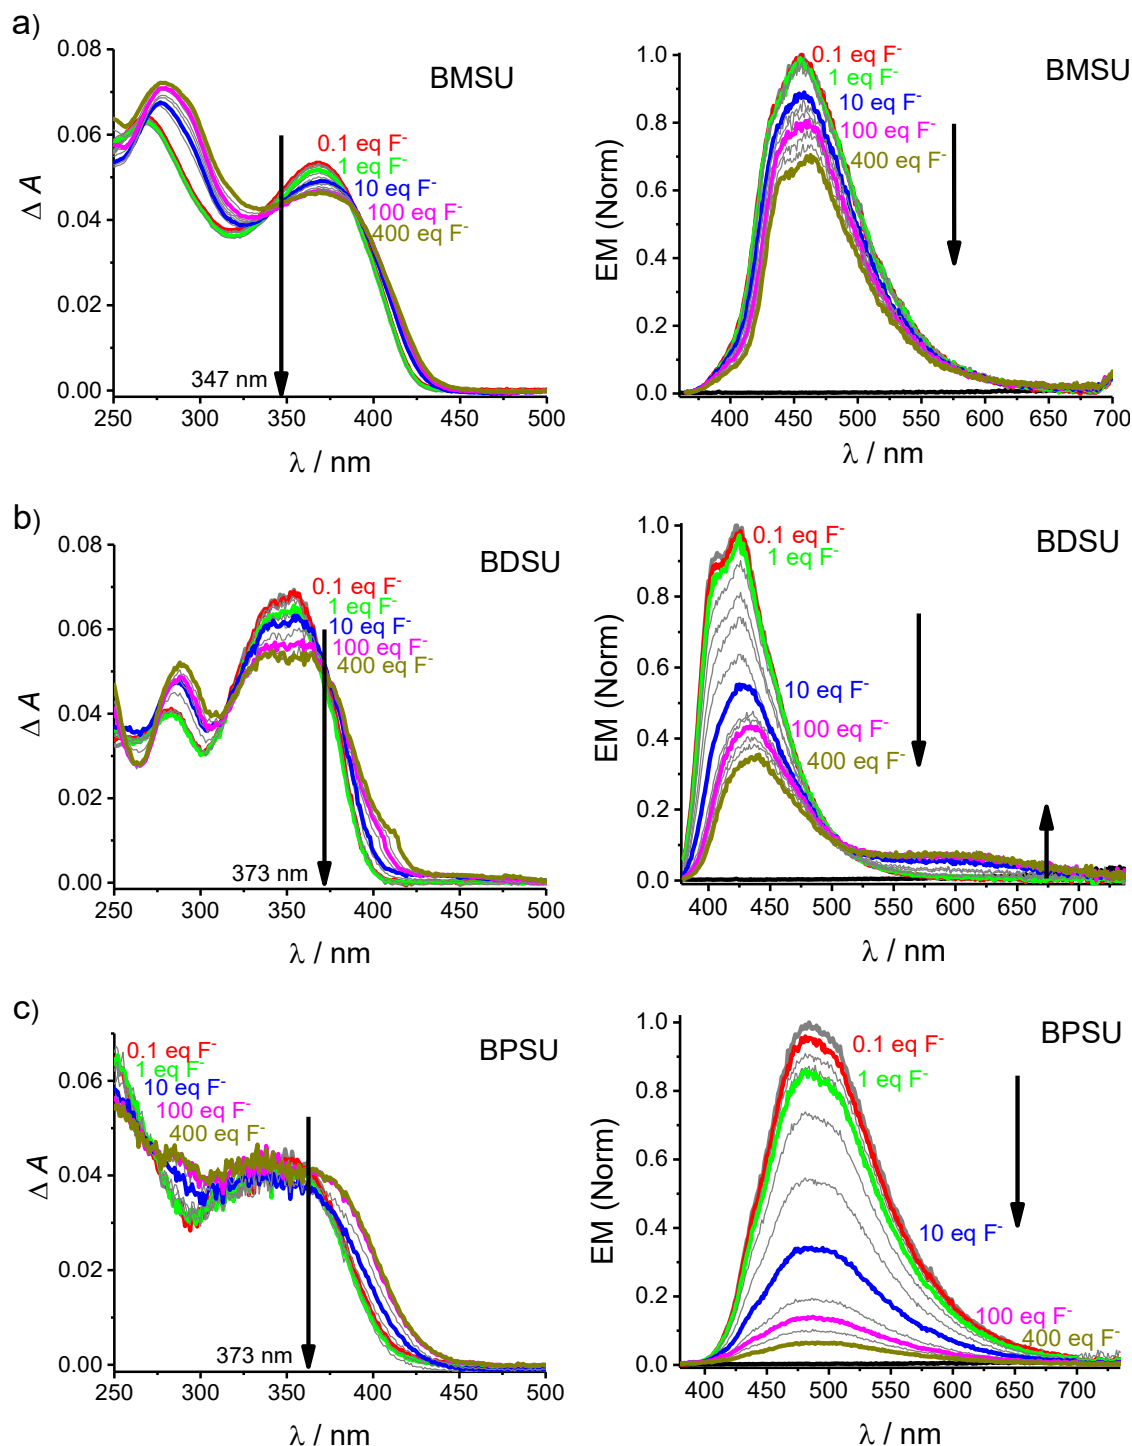 a)
0.08
0.06
0.04
0.02
0.00
Δ A
BMSU
0.1 eq F-
1 eq F-
10 eq F-
100 eq F-
400 eq F-
347 nm
250 300 350 400 450 500
λ / nm
1.0
0.8
0.6
0.4
0.2
0.0
EM (Norm)
BMSU
0.1 eq F-
1 eq F-
10 eq F-
100 eq F-
400 eq F-
400 450 500 550 600 650 700
λ / nm
b)
0.08
0.06
0.04
0.02
0.00
Δ A
BDSU
0.1 eq F-
1 eq F-
10 eq F-
100 eq F-
400 eq F-
373 nm
250 300 350 400 450 500
λ / nm
1.0
0.8
0.6
0.4
0.2
0.0
EM (Norm)
BDSU
0.1 eq F-
1 eq F-
10 eq F-
100 eq F-
400 eq F-
400 450 500 550 600 650 700
λ / nm
c)
0.06
0.04
0.02
0.00
Δ A
BPSU
0.1 eq F-
1 eq F-
10 eq F-
100 eq F-
400 eq F-
373 nm
250 300 350 400 450 500
λ / nm
1.0
0.8
0.6
0.4
0.2
0.0
EM (Norm)
BPSU
0.1 eq F-
1 eq F-
10 eq F-
100 eq F-
400 eq F-
400 450 500 550 600 650 700
λ / nm